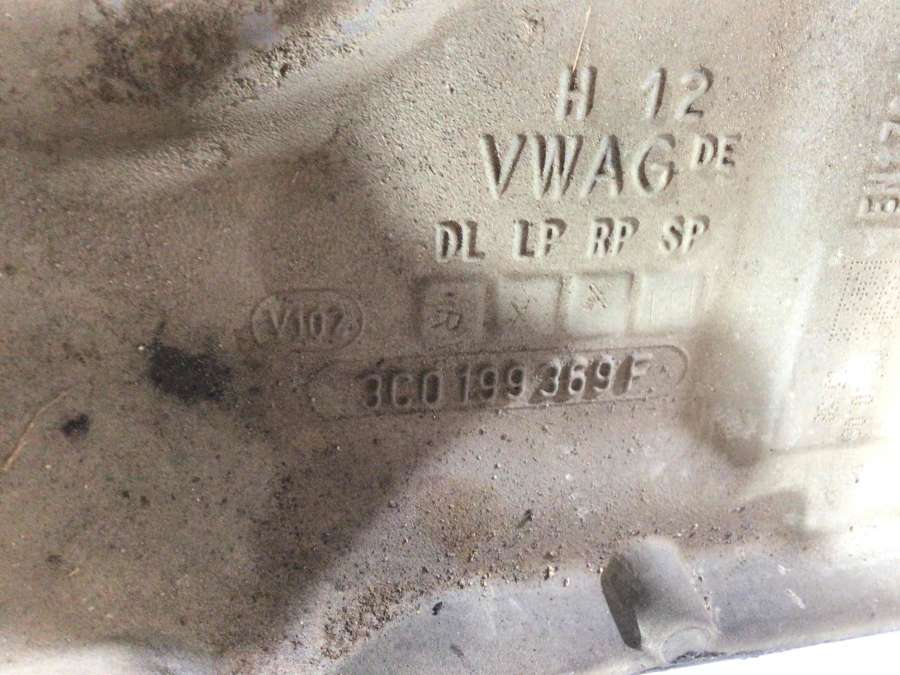 H 12
VWAG DE
DL LP RP SP
V102
3C0 199 369 F